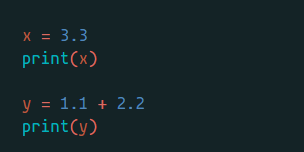 x = 3.3
print(x)

y = 1.1 + 2.2
print(y)